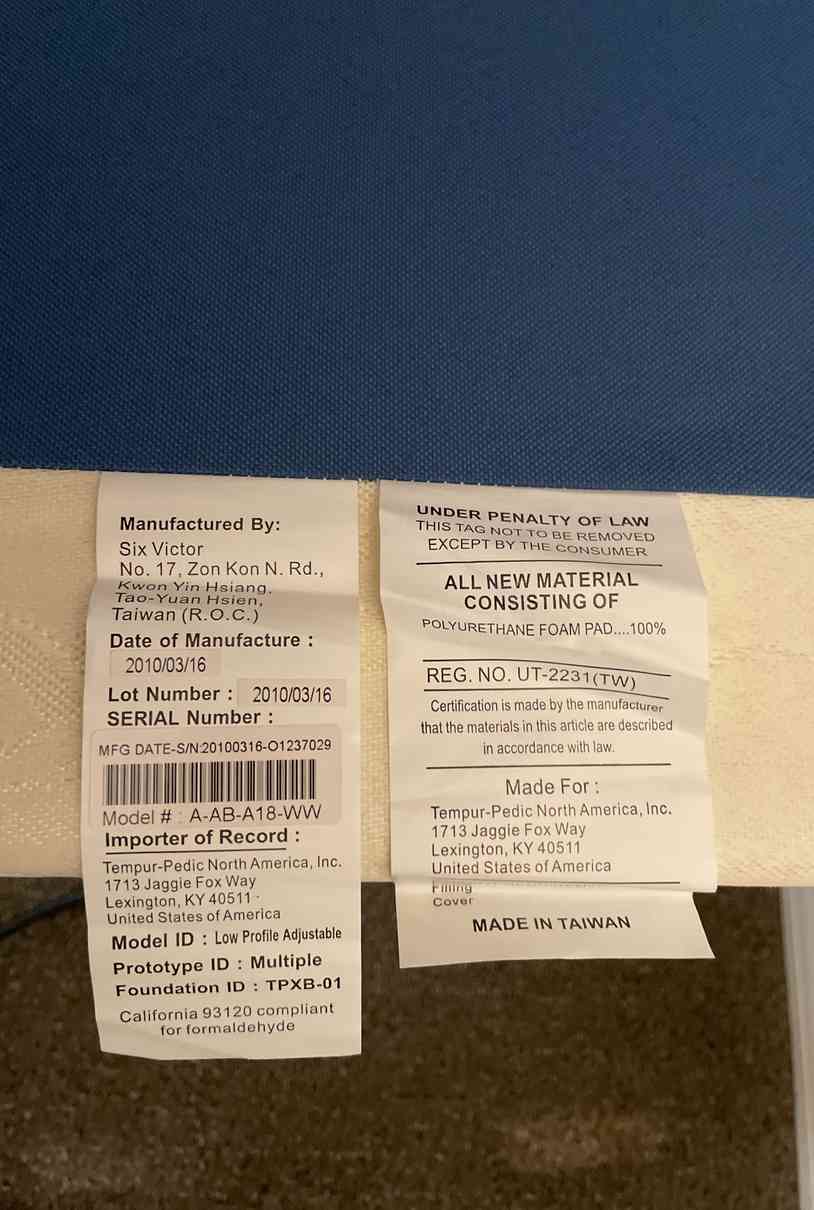 Manufactured By:
Six Victor
No. 17, Zon Kon N. Rd.,
Kwon Yin Hsiang,
Tao-Yuan Hsien,
Taiwan (R.O.C.)
Date of Manufacture :
2010/03/16
Lot Number : 2010/03/16
SERIAL Number :
MFG DATE-S/N:20100316-O1237029
Model # : A-AB-A18-WW
Importer of Record :
Tempur-Pedic North America, Inc.
1713 Jaggie Fox Way
Lexington, KY 40511
United States of America
Model ID : Low Profile Adjustable
Prototype ID : Multiple
Foundation ID : TPXB-01
California 93120 compliant
for formaldehyde
UNDER PENALTY OF LAW
THIS TAG NOT TO BE REMOVED
EXCEPT BY THE CONSUMER
ALL NEW MATERIAL
CONSISTING OF
POLYURETHANE FOAM PAD....100%
REG. NO. UT-2231(TW)
Certification is made by the manufacturer
that the materials in this article are described
in accordance with law.
Made For :
Tempur-Pedic North America, Inc.
1713 Jaggie Fox Way
Lexington, KY 40511
United States of America
Filling
Cover
MADE IN TAIWAN